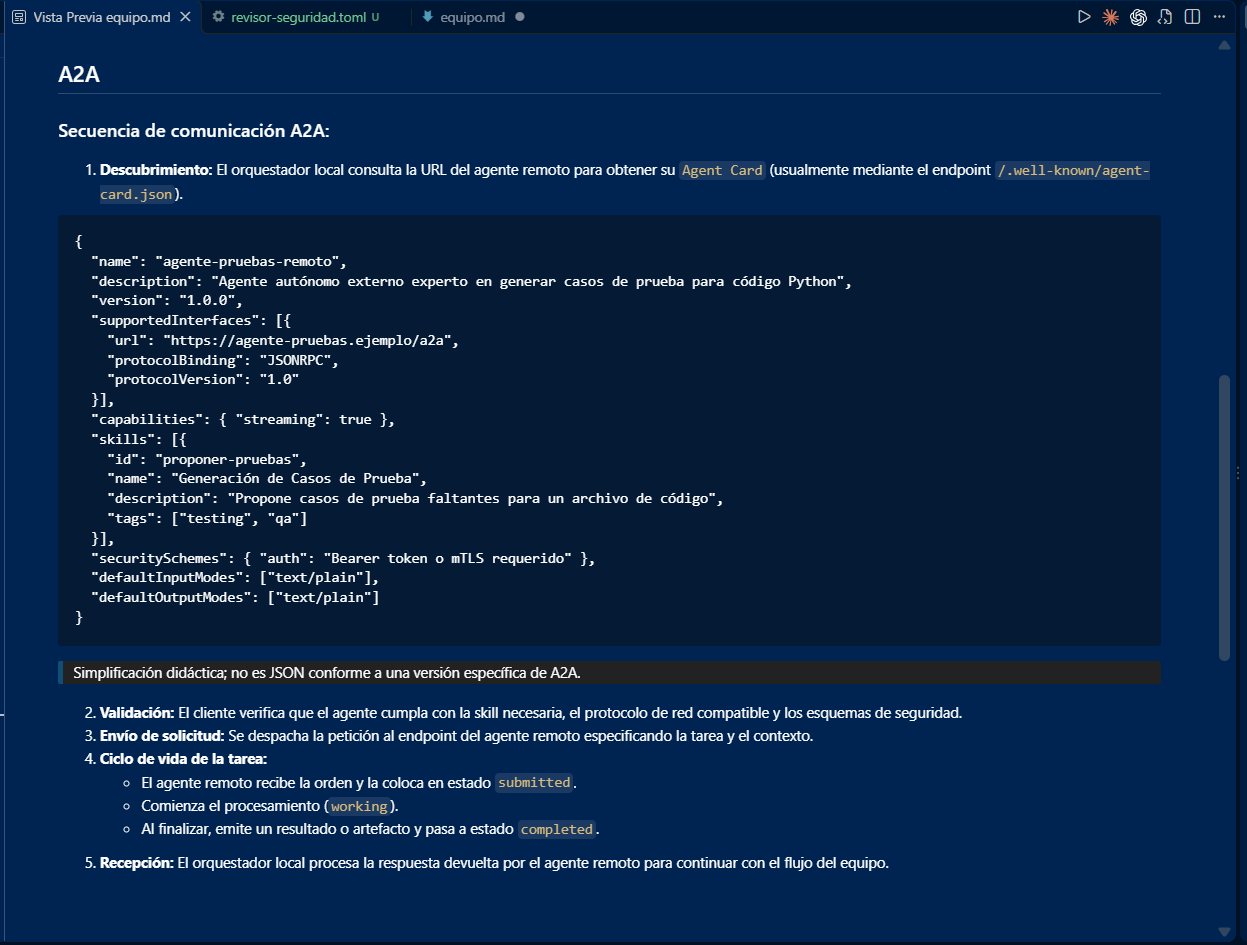 Vista Previa equipo.md
revisor-seguridad.toml U
equipo.md
A2A
Secuencia de comunicación A2A:
1. Descubrimiento: El orquestador local consulta la URL del agente remoto para obtener su Agent Card (usualmente mediante el endpoint /.well-known/agent-
card.json).
{
  "name": "agente-pruebas-remoto",
  "description": "Agente autónomo externo experto en generar casos de prueba para código Python",
  "version": "1.0.0",
  "supportedInterfaces": [{
    "url": "https://agente-pruebas.ejemplo/a2a",
    "protocolBinding": "JSONRPC",
    "protocolVersion": "1.0"
  }],
  "capabilities": { "streaming": true },
  "skills": [{
    "id": "proponer-pruebas",
    "name": "Generación de Casos de Prueba",
    "description": "Propone casos de prueba faltantes para un archivo de código",
    "tags": ["testing", "qa"]
  }],
  "securitySchemes": { "auth": "Bearer token o mTLS requerido" },
  "defaultInputModes": ["text/plain"],
  "defaultOutputModes": ["text/plain"]
}
Simplificación didáctica; no es JSON conforme a una versión específica de A2A.
2. Validación: El cliente verifica que el agente cumpla con la skill necesaria, el protocolo de red compatible y los esquemas de seguridad.
3. Envío de solicitud: Se despacha la petición al endpoint del agente remoto especificando la tarea y el contexto.
4. Ciclo de vida de la tarea:
El agente remoto recibe la orden y la coloca en estado submitted.
Comienza el procesamiento (working).
Al finalizar, emite un resultado o artefacto y pasa a estado completed.
5. Recepción: El orquestador local procesa la respuesta devuelta por el agente remoto para continuar con el flujo del equipo.